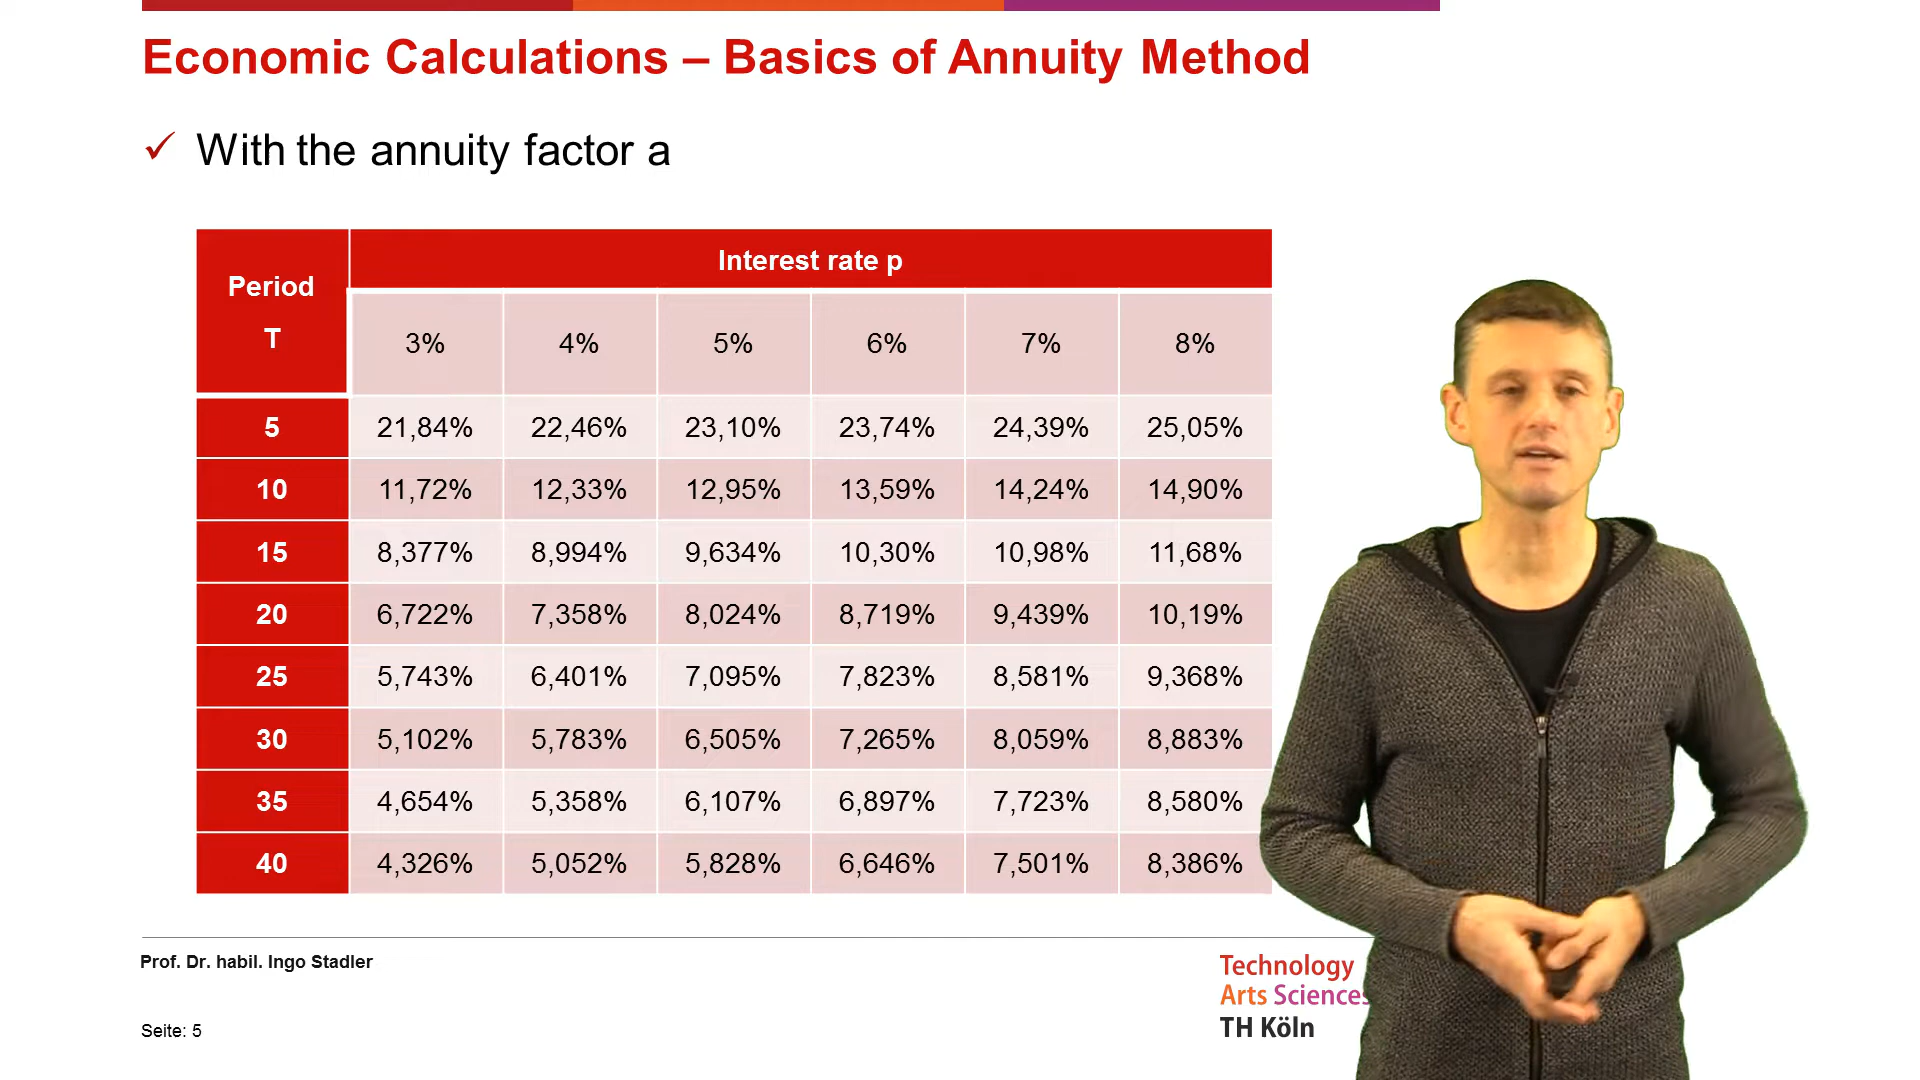 Economic Calculations – Basics of Annuity Method
With the annuity factor a
Period T
Interest rate p
3% 4% 5% 6% 7% 8%
5 21,84% 22,46% 23,10% 23,74% 24,39% 25,05%
10 11,72% 12,33% 12,95% 13,59% 14,24% 14,90%
15 8,377% 8,994% 9,634% 10,30% 10,98% 11,68%
20 6,722% 7,358% 8,024% 8,719% 9,439% 10,19%
25 5,743% 6,401% 7,095% 7,823% 8,581% 9,368%
30 5,102% 5,783% 6,505% 7,265% 8,059% 8,883%
35 4,654% 5,358% 6,107% 6,897% 7,723% 8,580%
40 4,326% 5,052% 5,828% 6,646% 7,501% 8,386%
Prof. Dr. habil. Ingo Stadler
Seite: 5
Technology
Arts Sciences
TH Köln